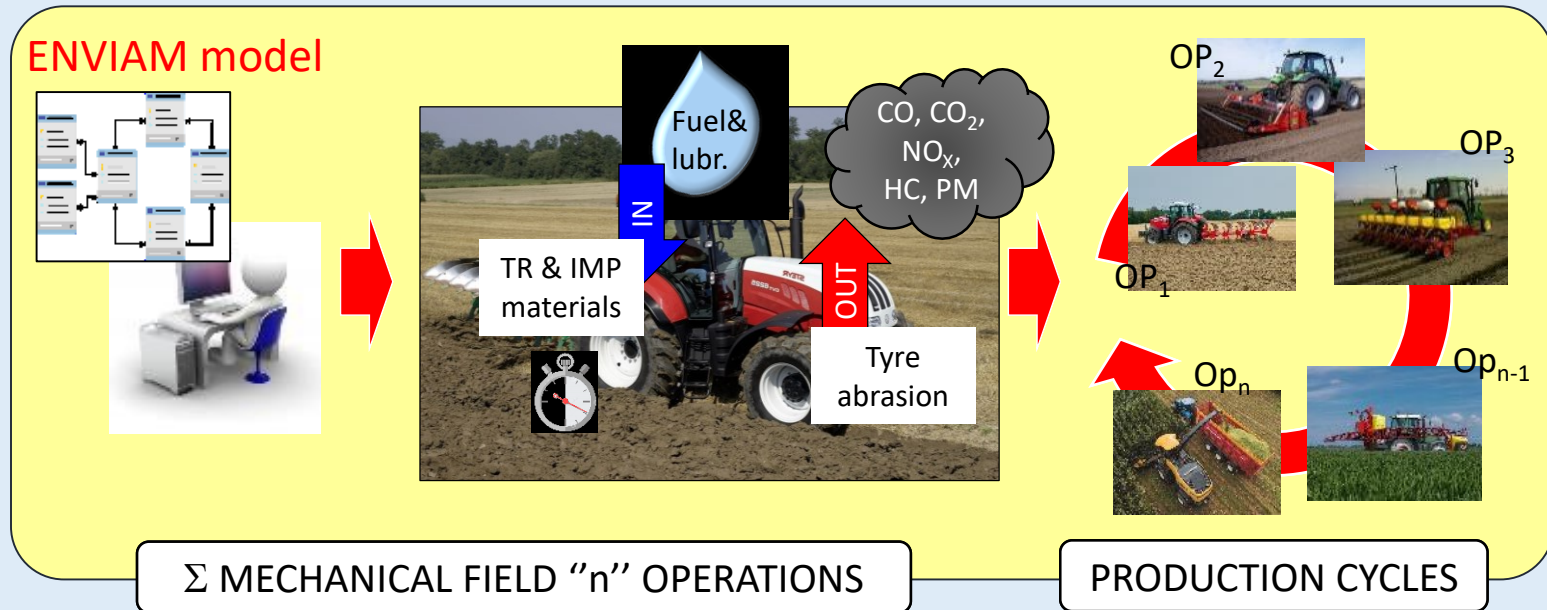 ENVIAM model
Fuel&
lubr.
IN
CO, CO₂,
NOₓ,
HC, PM
TR & IMP
materials
OUT
Tyre
abrasion
STEYR
OP₁
OP₂
OP₃
Opₙ₋₁
Opₙ
Σ MECHANICAL FIELD ‘‘n’’ OPERATIONS
PRODUCTION CYCLES